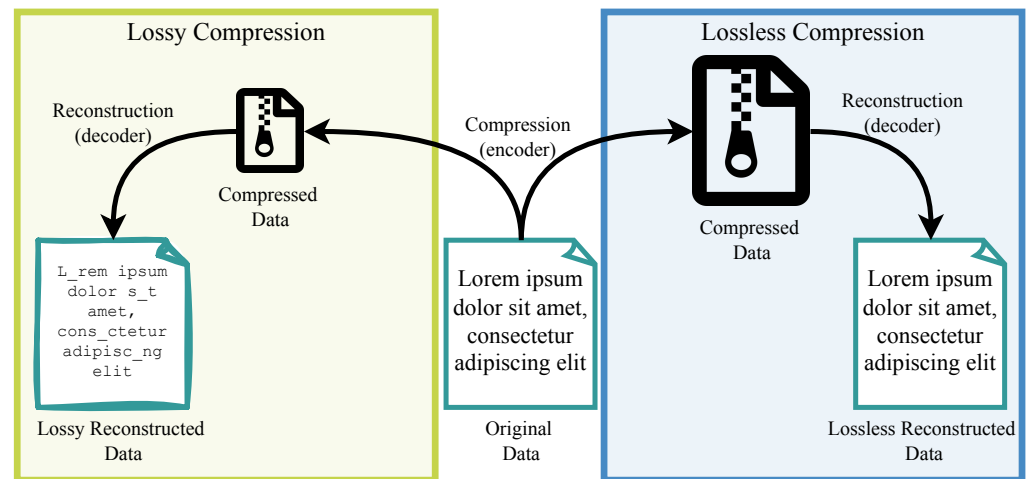 Lossy Compression
Reconstruction
(decoder)
Compressed
Data
L_rem ipsum
dolor s_t
amet,
cons_ctetur
adipisc_ng
elit
Lossy Reconstructed
Data
Compression
(encoder)
Lorem ipsum
dolor sit amet,
consectetur
adipiscing elit
Original
Data
Lossless Compression
Reconstruction
(decoder)
Compressed
Data
Lorem ipsum
dolor sit amet,
consectetur
adipiscing elit
Lossless Reconstructed
Data